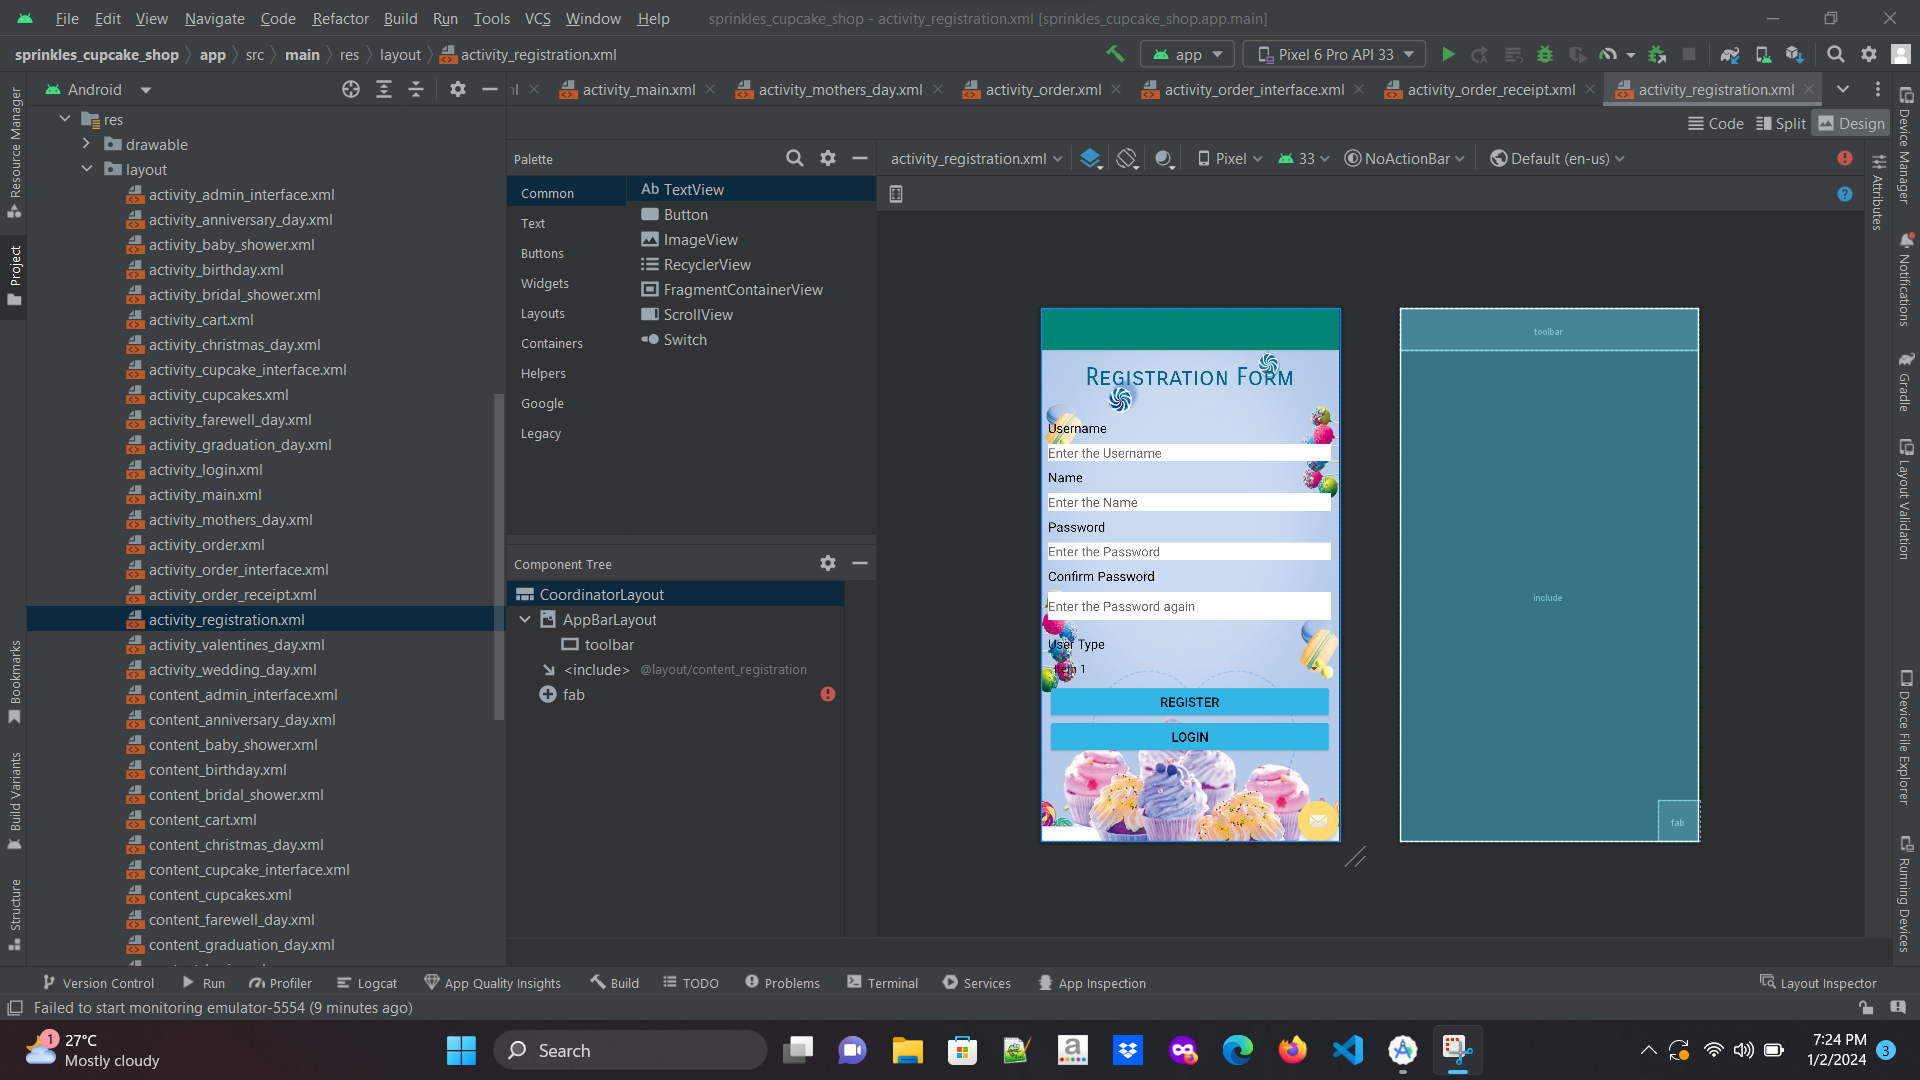 File Edit View Navigate Code Refactor Build Run Tools VCS Window Help sprinkles_cupcake_shop - activity_registration.xml [sprinkles_cupcake_shop.app.main]
sprinkles_cupcake_shop app src main res layout activity_registration.xml
app Pixel 6 Pro API 33
Android
activity_main.xml activity_mothers_day.xml activity_order.xml activity_order_interface.xml activity_order_receipt.xml activity_registration.xml
Code Split Design
Resource Manager
Project
Bookmarks
Build Variants
Structure
res
drawable
layout
activity_admin_interface.xml
activity_anniversary_day.xml
activity_baby_shower.xml
activity_birthday.xml
activity_bridal_shower.xml
activity_cart.xml
activity_christmas_day.xml
activity_cupcake_interface.xml
activity_cupcakes.xml
activity_farewell_day.xml
activity_graduation_day.xml
activity_login.xml
activity_main.xml
activity_mothers_day.xml
activity_order.xml
activity_order_interface.xml
activity_order_receipt.xml
activity_registration.xml
activity_valentines_day.xml
activity_wedding_day.xml
content_admin_interface.xml
content_anniversary_day.xml
content_baby_shower.xml
content_birthday.xml
content_bridal_shower.xml
content_cart.xml
content_christmas_day.xml
content_cupcake_interface.xml
content_cupcakes.xml
content_farewell_day.xml
content_graduation_day.xml
Palette
Common
Text
Buttons
Widgets
Layouts
Containers
Helpers
Google
Legacy
Ab TextView
Button
ImageView
RecyclerView
FragmentContainerView
ScrollView
Switch
Component Tree
CoordinatorLayout
AppBarLayout
toolbar
<include> @layout/content_registration
fab
activity_registration.xml Pixel 33 NoActionBar Default (en-us)
Registration Form
Username
Enter the Username
Name
Enter the Name
Password
Enter the Password
Confirm Password
Enter the Password again
User Type
Item 1
REGISTER
LOGIN
toolbar
include
fab
Attributes
Device Manager
Notifications
Gradle
Layout Validation
Device File Explorer
Running Devices
Version Control Run Profiler Logcat App Quality Insights Build TODO Problems Terminal Services App Inspection Layout Inspector
Failed to start monitoring emulator-5554 (9 minutes ago)
1
27°C
Mostly cloudy
Search
a
7:24 PM
1/2/2024
3